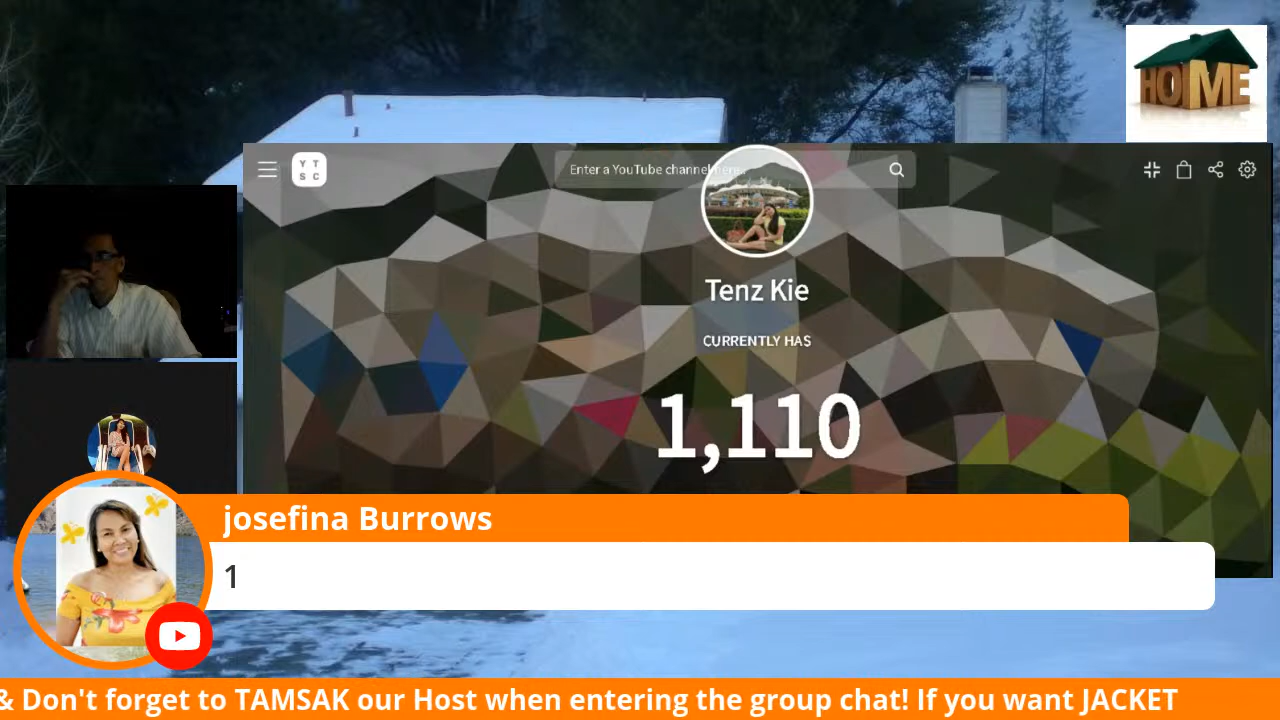 HOME
Y T
S C
Enter a YouTube channel here...
Tenz Kie
CURRENTLY HAS
1,110
josefina Burrows
1
& Don't forget to TAMSAK our Host when entering the group chat! If you want JACKET